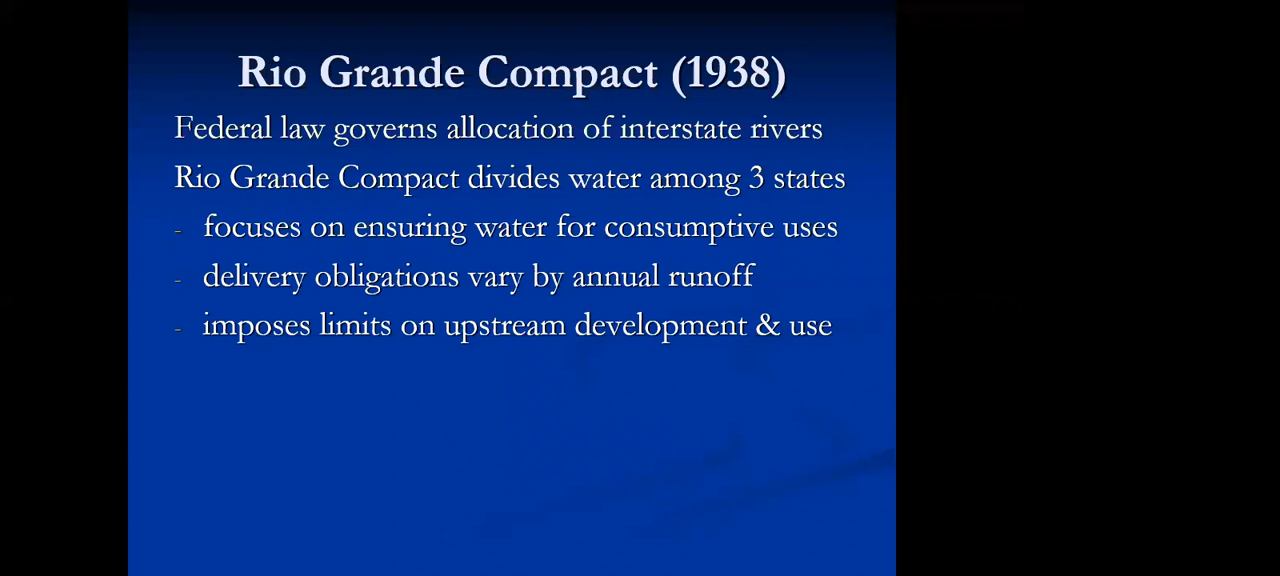 Rio Grande Compact (1938)
Federal law governs allocation of interstate rivers
Rio Grande Compact divides water among 3 states
- focuses on ensuring water for consumptive uses
- delivery obligations vary by annual runoff
- imposes limits on upstream development & use